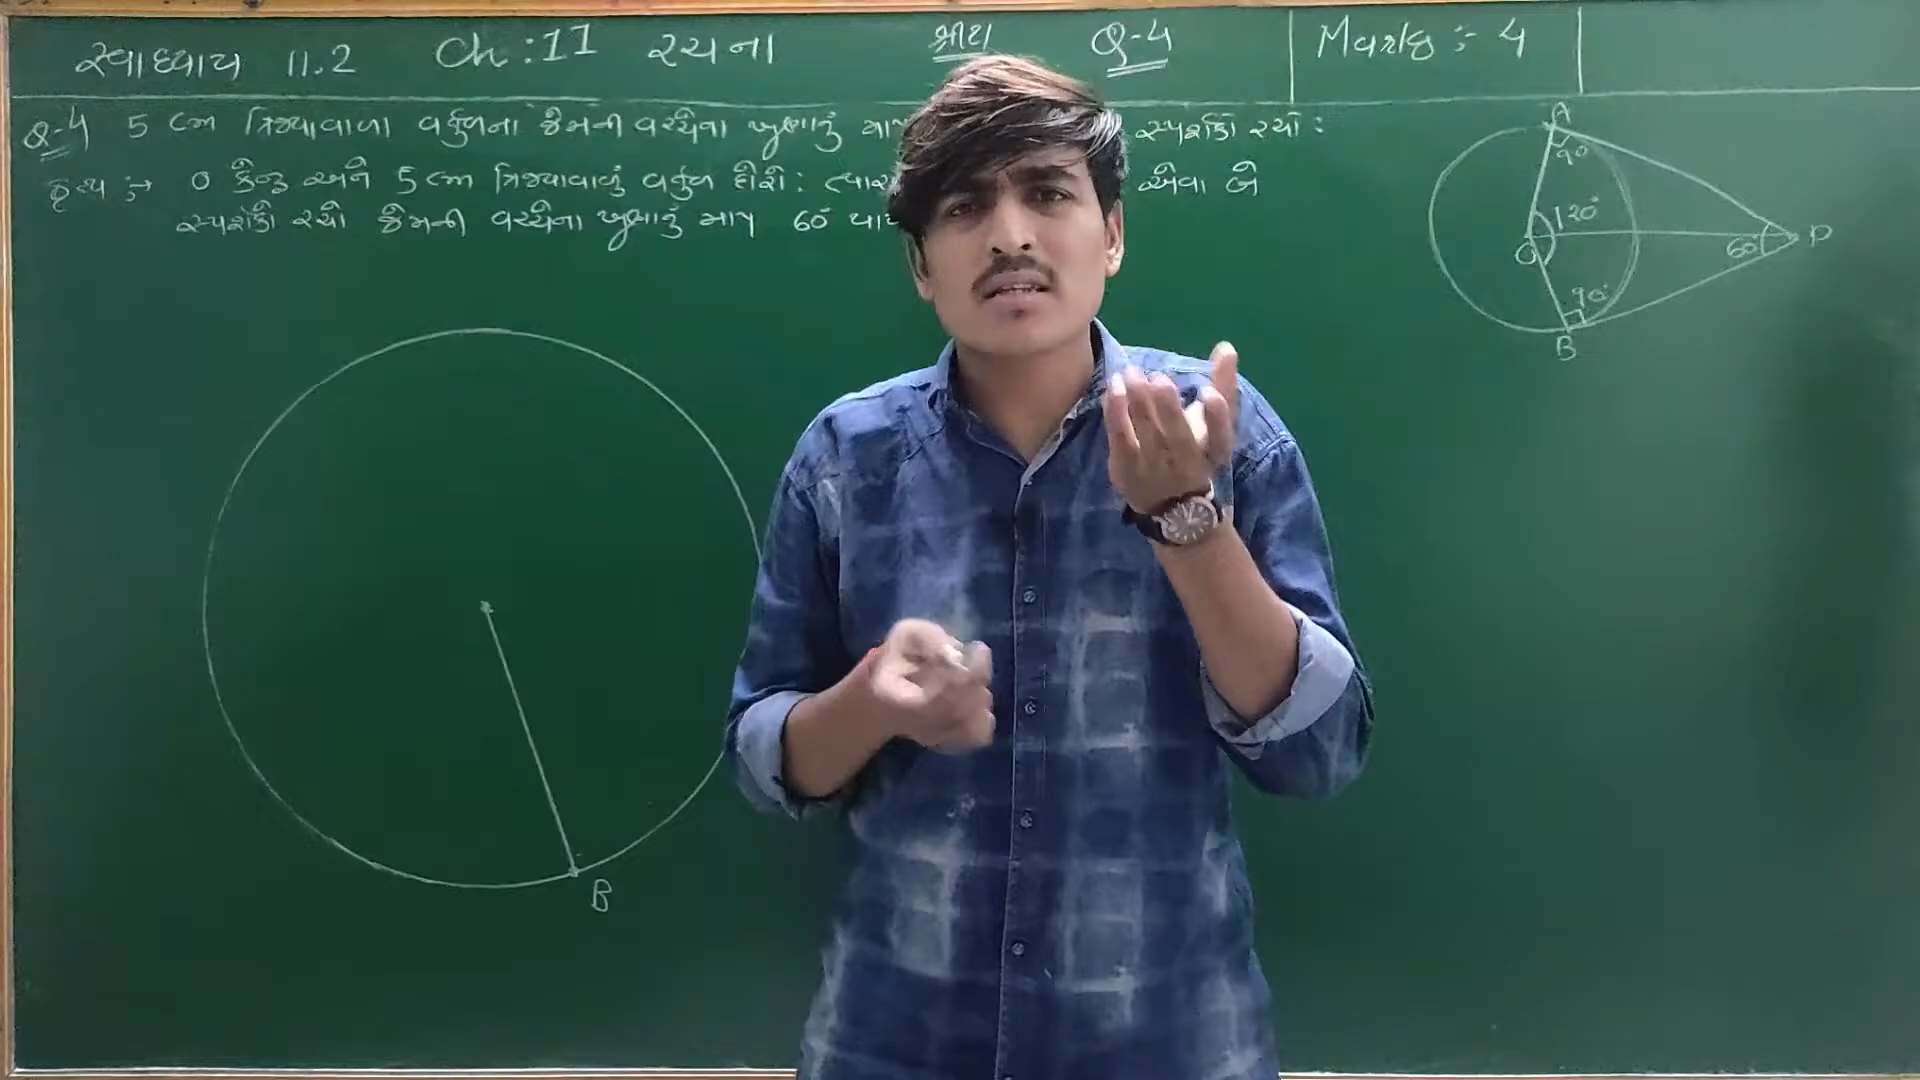 સ્વાધ્યાય 11.2 Ch:11 રચના Q-4 Marks :- 4
Q-4 5 cm ત્રિજ્યાવાળા વર્તુળના જેમની વચ્ચેના ખૂણાનું સ્પર્શકો રચો :
O કેન્દ્ર અને 5 cm ત્રિજ્યાવાળું વર્તુળ દોરો : એવા બે
સ્પર્શકો રચો જેમની વચ્ચેના ખૂણાનું માપ 60°
A
90
120°
O
60°
P
90°
B
B